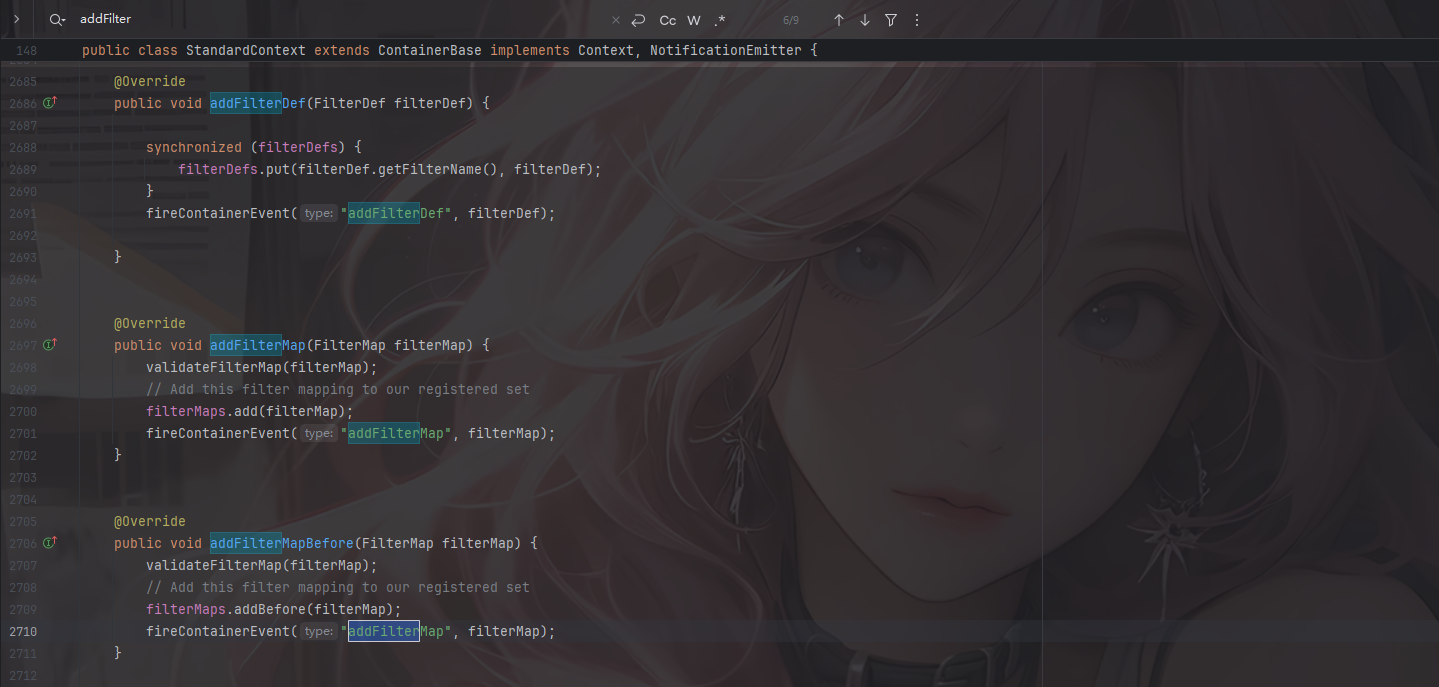 addFilter × Cc W .* 6/9
148 public class StandardContext extends ContainerBase implements Context, NotificationEmitter {
2685 @Override
2686 public void addFilterDef(FilterDef filterDef) {
2687
2688 synchronized (filterDefs) {
2689 filterDefs.put(filterDef.getFilterName(), filterDef);
2690 }
2691 fireContainerEvent( type: "addFilterDef", filterDef);
2692
2693 }
2694
2695
2696 @Override
2697 public void addFilterMap(FilterMap filterMap) {
2698 validateFilterMap(filterMap);
2699 // Add this filter mapping to our registered set
2700 filterMaps.add(filterMap);
2701 fireContainerEvent( type: "addFilterMap", filterMap);
2702 }
2703
2704
2705 @Override
2706 public void addFilterMapBefore(FilterMap filterMap) {
2707 validateFilterMap(filterMap);
2708 // Add this filter mapping to our registered set
2709 filterMaps.addBefore(filterMap);
2710 fireContainerEvent( type: "addFilterMap", filterMap);
2711 }
2712